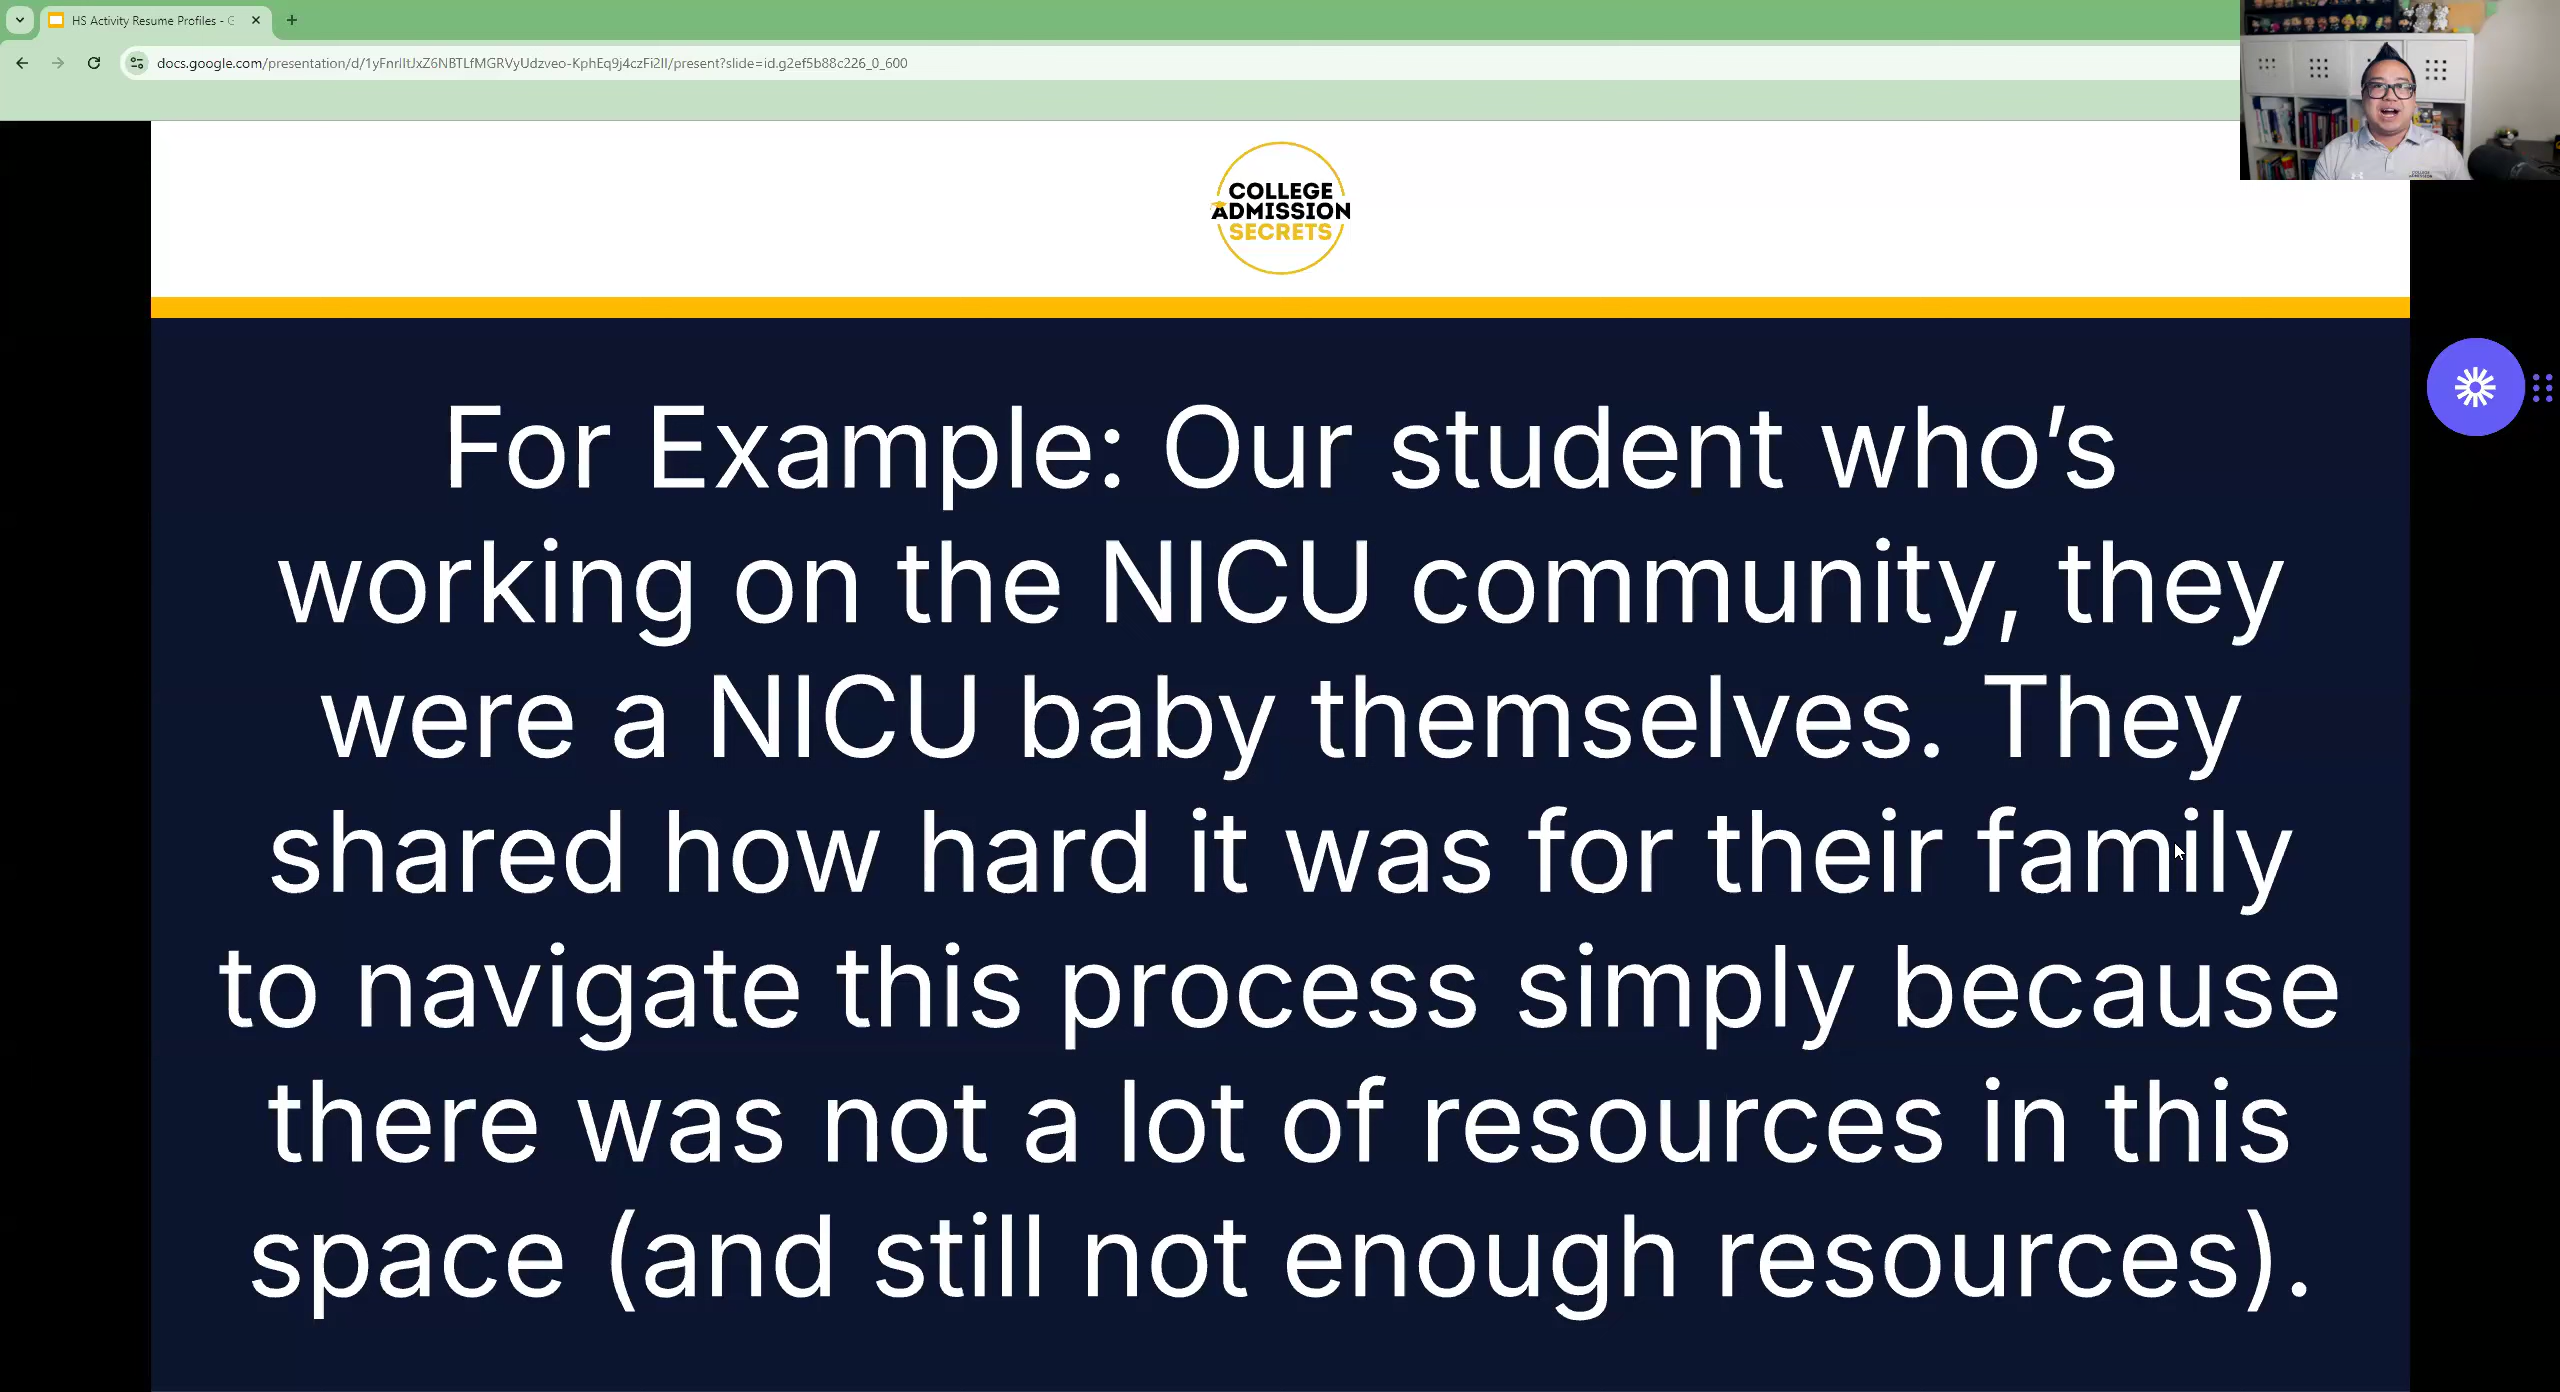 HS Activity Resume Profiles - G
docs.google.com/presentation/d/1yFnrlItJxZ6NBTLfMGRVyUdzveo-KphEq9j4czFi2lI/present?slide=id.g2ef5b88c226_0_600
COLLEGE
ADMISSION
SECRETS
For Example: Our student who’s
working on the NICU community, they
were a NICU baby themselves. They
shared how hard it was for their family
to navigate this process simply because
there was not a lot of resources in this
space (and still not enough resources).